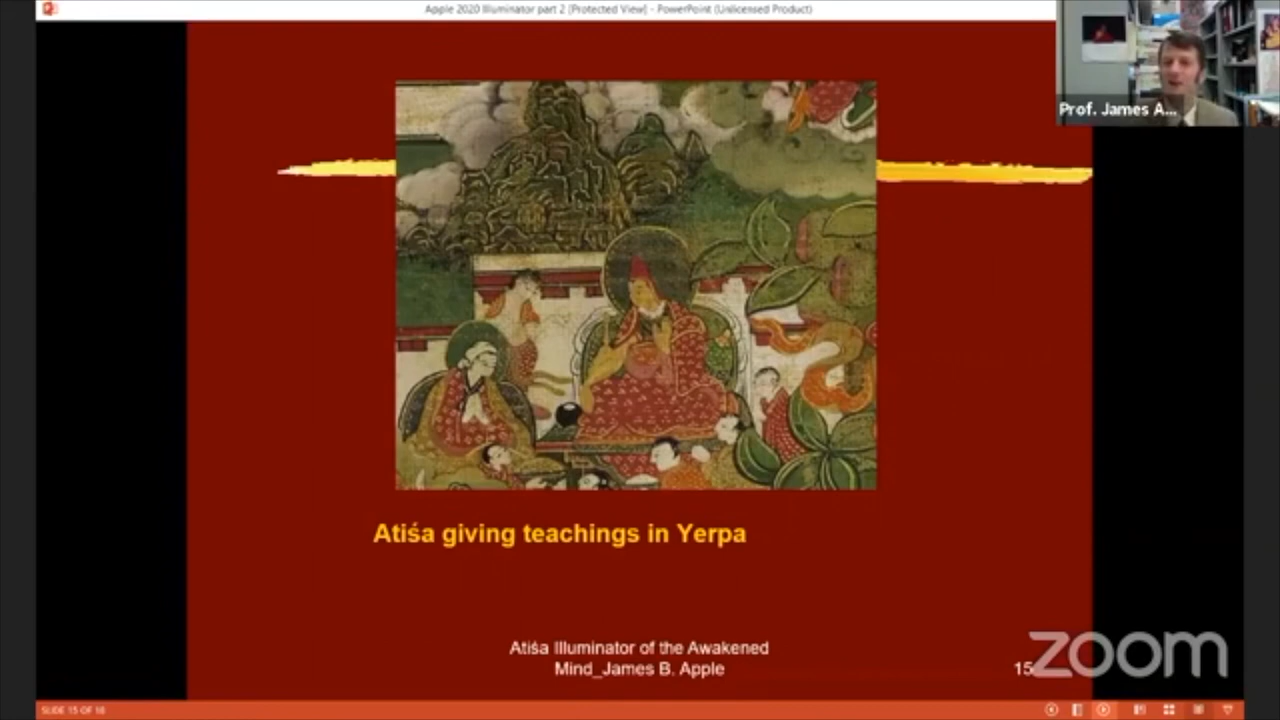 Apple 2020 Illuminator part 2 [Protected View] - PowerPoint (Unlicensed Product)
Prof. James A...
Atiśa giving teachings in Yerpa
Atiśa Illuminator of the Awakened
Mind_James B. Apple
15
zoom
SLIDE 15 OF 18